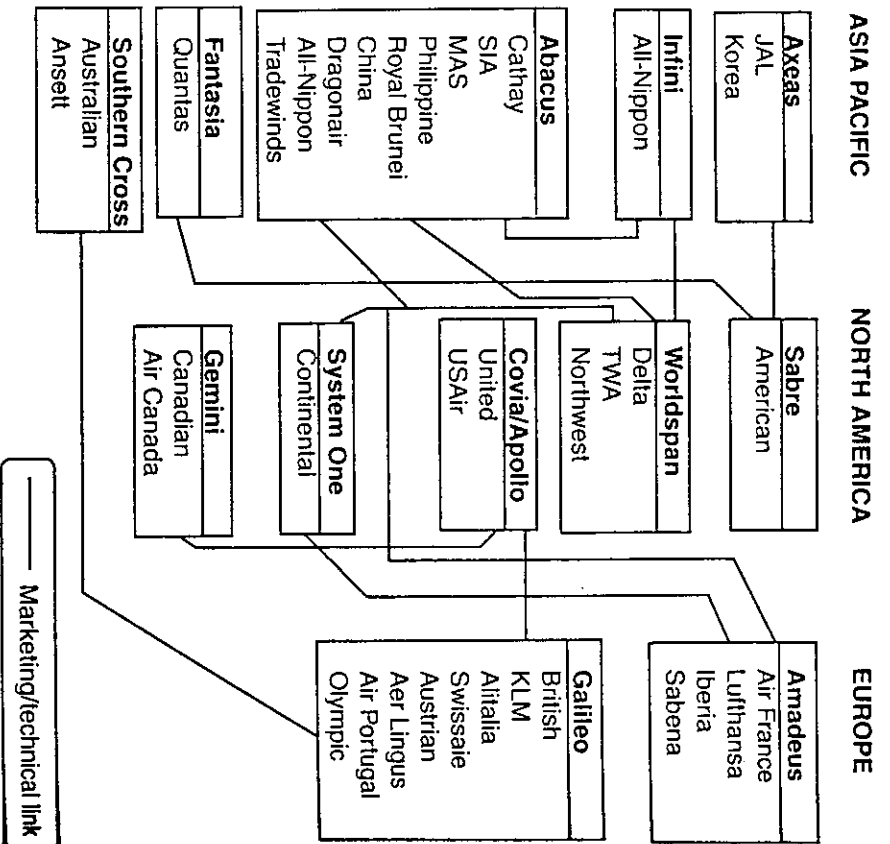 ASIA PACIFIC
Axeas
JAL
Korea
Infini
All-Nippon
Abacus
Cathay
SIA
MAS
Philippine
Royal Brunei
China
Dragonair
All-Nippon
Tradewinds
Fantasia
Quantas
Southern Cross
Australian
Ansett
NORTH AMERICA
Sabre
American
Worldspan
Delta
TWA
Northwest
Covia/Apollo
United
USAir
System One
Continental
Gemini
Canadian
Air Canada
EUROPE
Amadeus
Air France
Lufthansa
Iberia
Sabena
Galileo
British
KLM
Alitalia
Swissaie
Austrian
Aer Lingus
Air Portugal
Olympic
Marketing/technical link